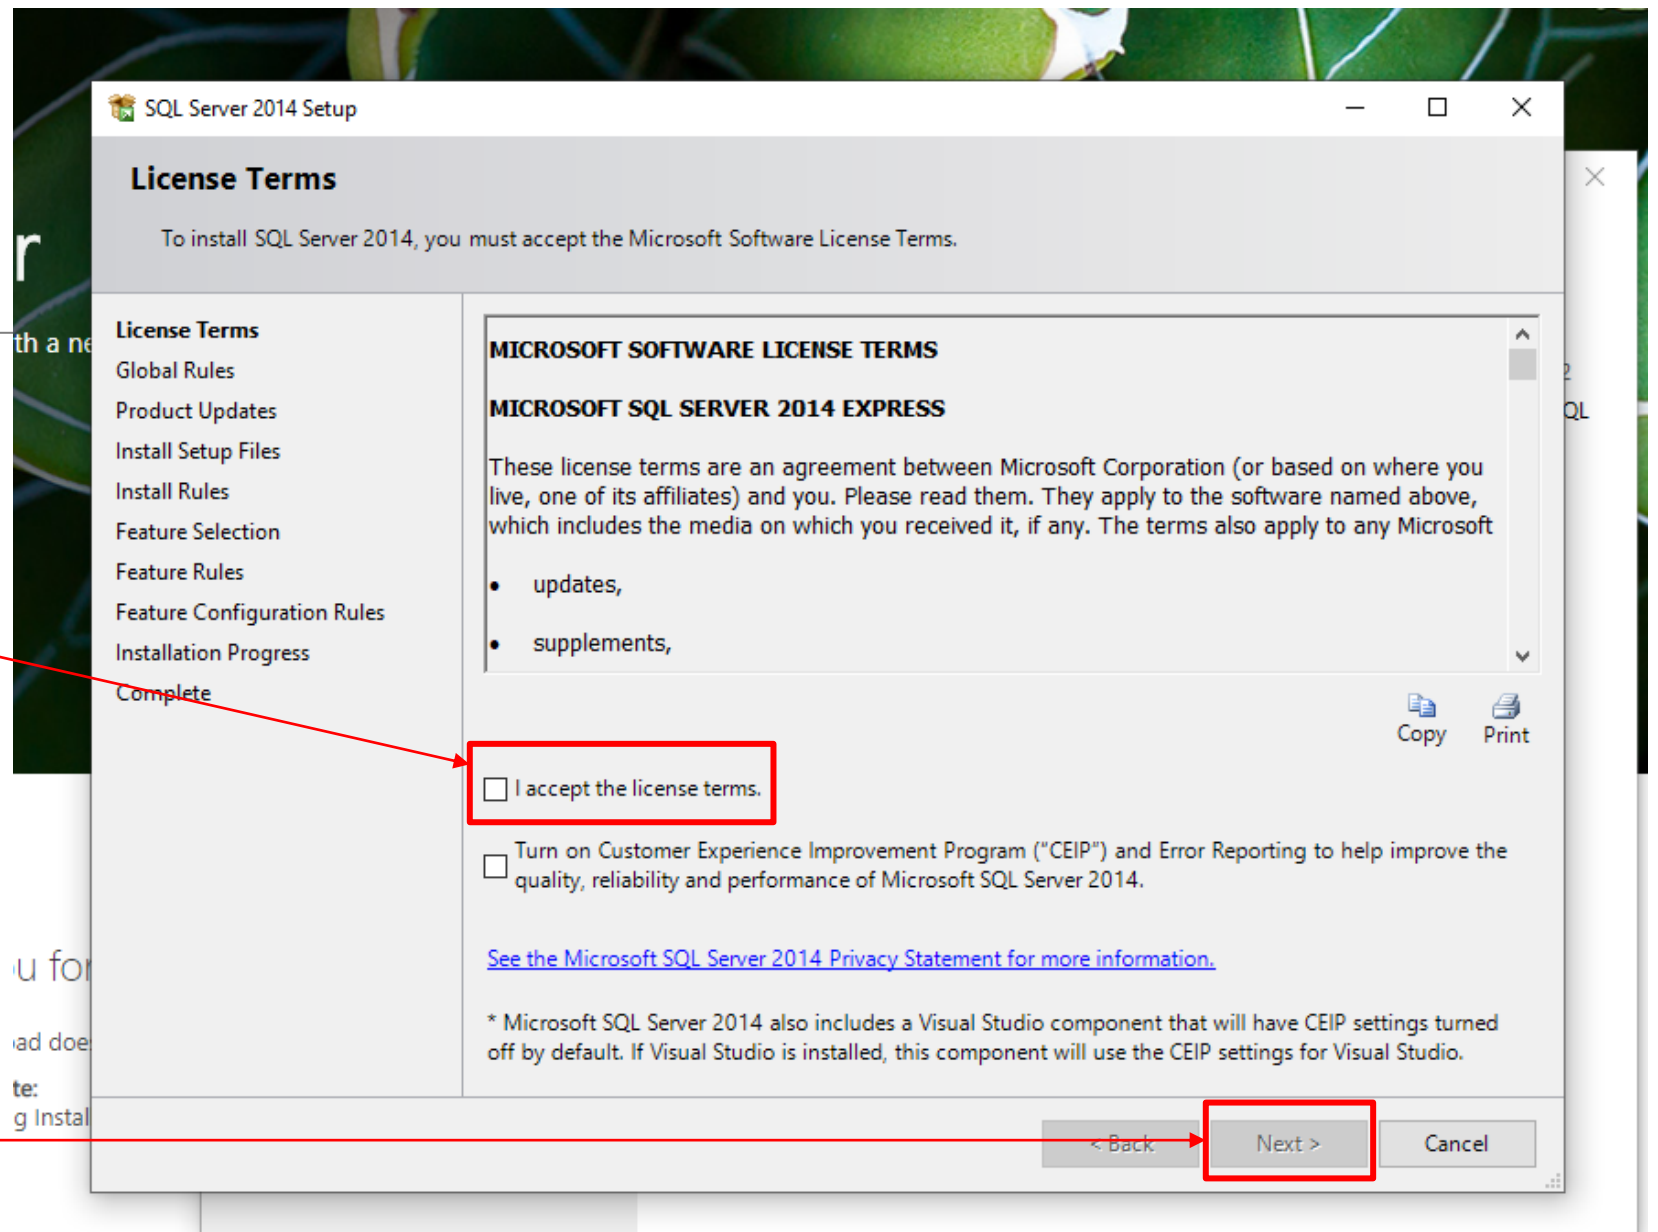 SQL Server 2014 Setup
License Terms
To install SQL Server 2014, you must accept the Microsoft Software License Terms.
r
th a ne
License Terms
Global Rules
Product Updates
Install Setup Files
Install Rules
Feature Selection
Feature Rules
Feature Configuration Rules
Installation Progress
Complete
MICROSOFT SOFTWARE LICENSE TERMS
MICROSOFT SQL SERVER 2014 EXPRESS
These license terms are an agreement between Microsoft Corporation (or based on where you
live, one of its affiliates) and you. Please read them. They apply to the software named above,
which includes the media on which you received it, if any. The terms also apply to any Microsoft
• updates,
• supplements,
QL
Copy Print
I accept the license terms.
Turn on Customer Experience Improvement Program ("CEIP") and Error Reporting to help improve the
quality, reliability and performance of Microsoft SQL Server 2014.
See the Microsoft SQL Server 2014 Privacy Statement for more information.
* Microsoft SQL Server 2014 also includes a Visual Studio component that will have CEIP settings turned
off by default. If Visual Studio is installed, this component will use the CEIP settings for Visual Studio.
u for
ad doe
te:
g Instal
< Back Next > Cancel